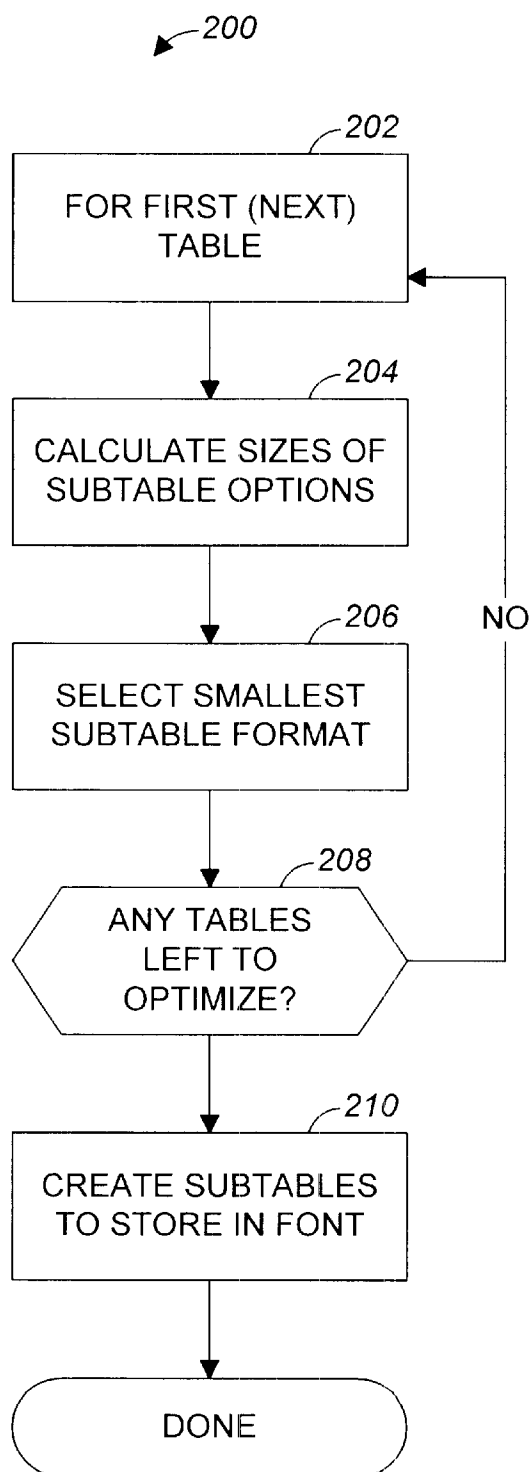 200
202
FOR FIRST (NEXT)
TABLE
204
CALCULATE SIZES OF
SUBTABLE OPTIONS
206
SELECT SMALLEST
SUBTABLE FORMAT
NO
208
ANY TABLES
LEFT TO
OPTIMIZE?
210
CREATE SUBTABLES
TO STORE IN FONT
DONE